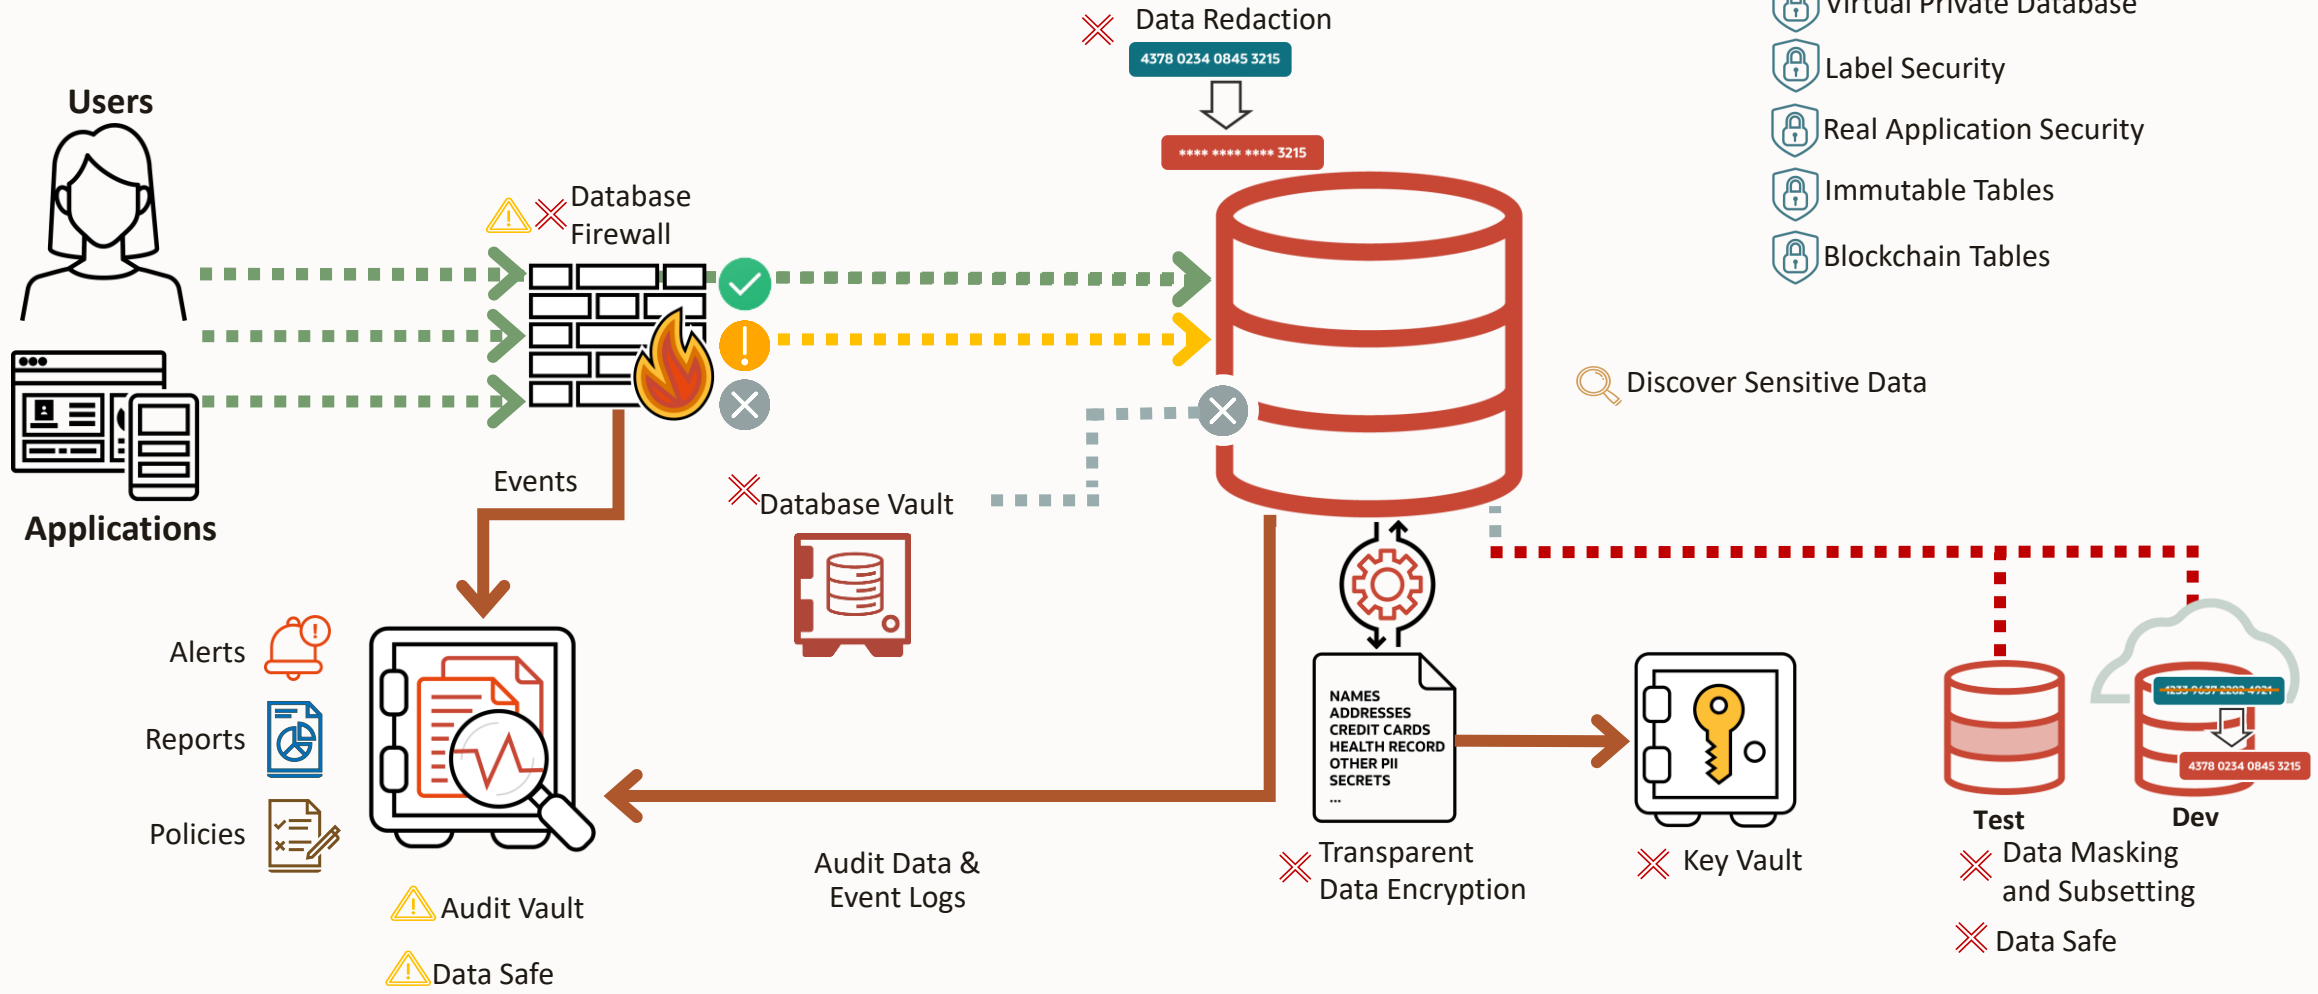 Data Redaction
4378 0234 0845 3215
**** **** **** 3215
Virtual Private Database
Label Security
Real Application Security
Immutable Tables
Blockchain Tables
Users
Database
Firewall
Applications
Events
Database Vault
Discover Sensitive Data
Alerts
Reports
Policies
Audit Vault
Data Safe
Audit Data &
Event Logs
NAMES
ADDRESSES
CREDIT CARDS
HEALTH RECORD
OTHER PII
SECRETS
...
Transparent
Data Encryption
Key Vault
4378 0234 0845 3215
Test
Dev
Data Masking
and Subsetting
Data Safe